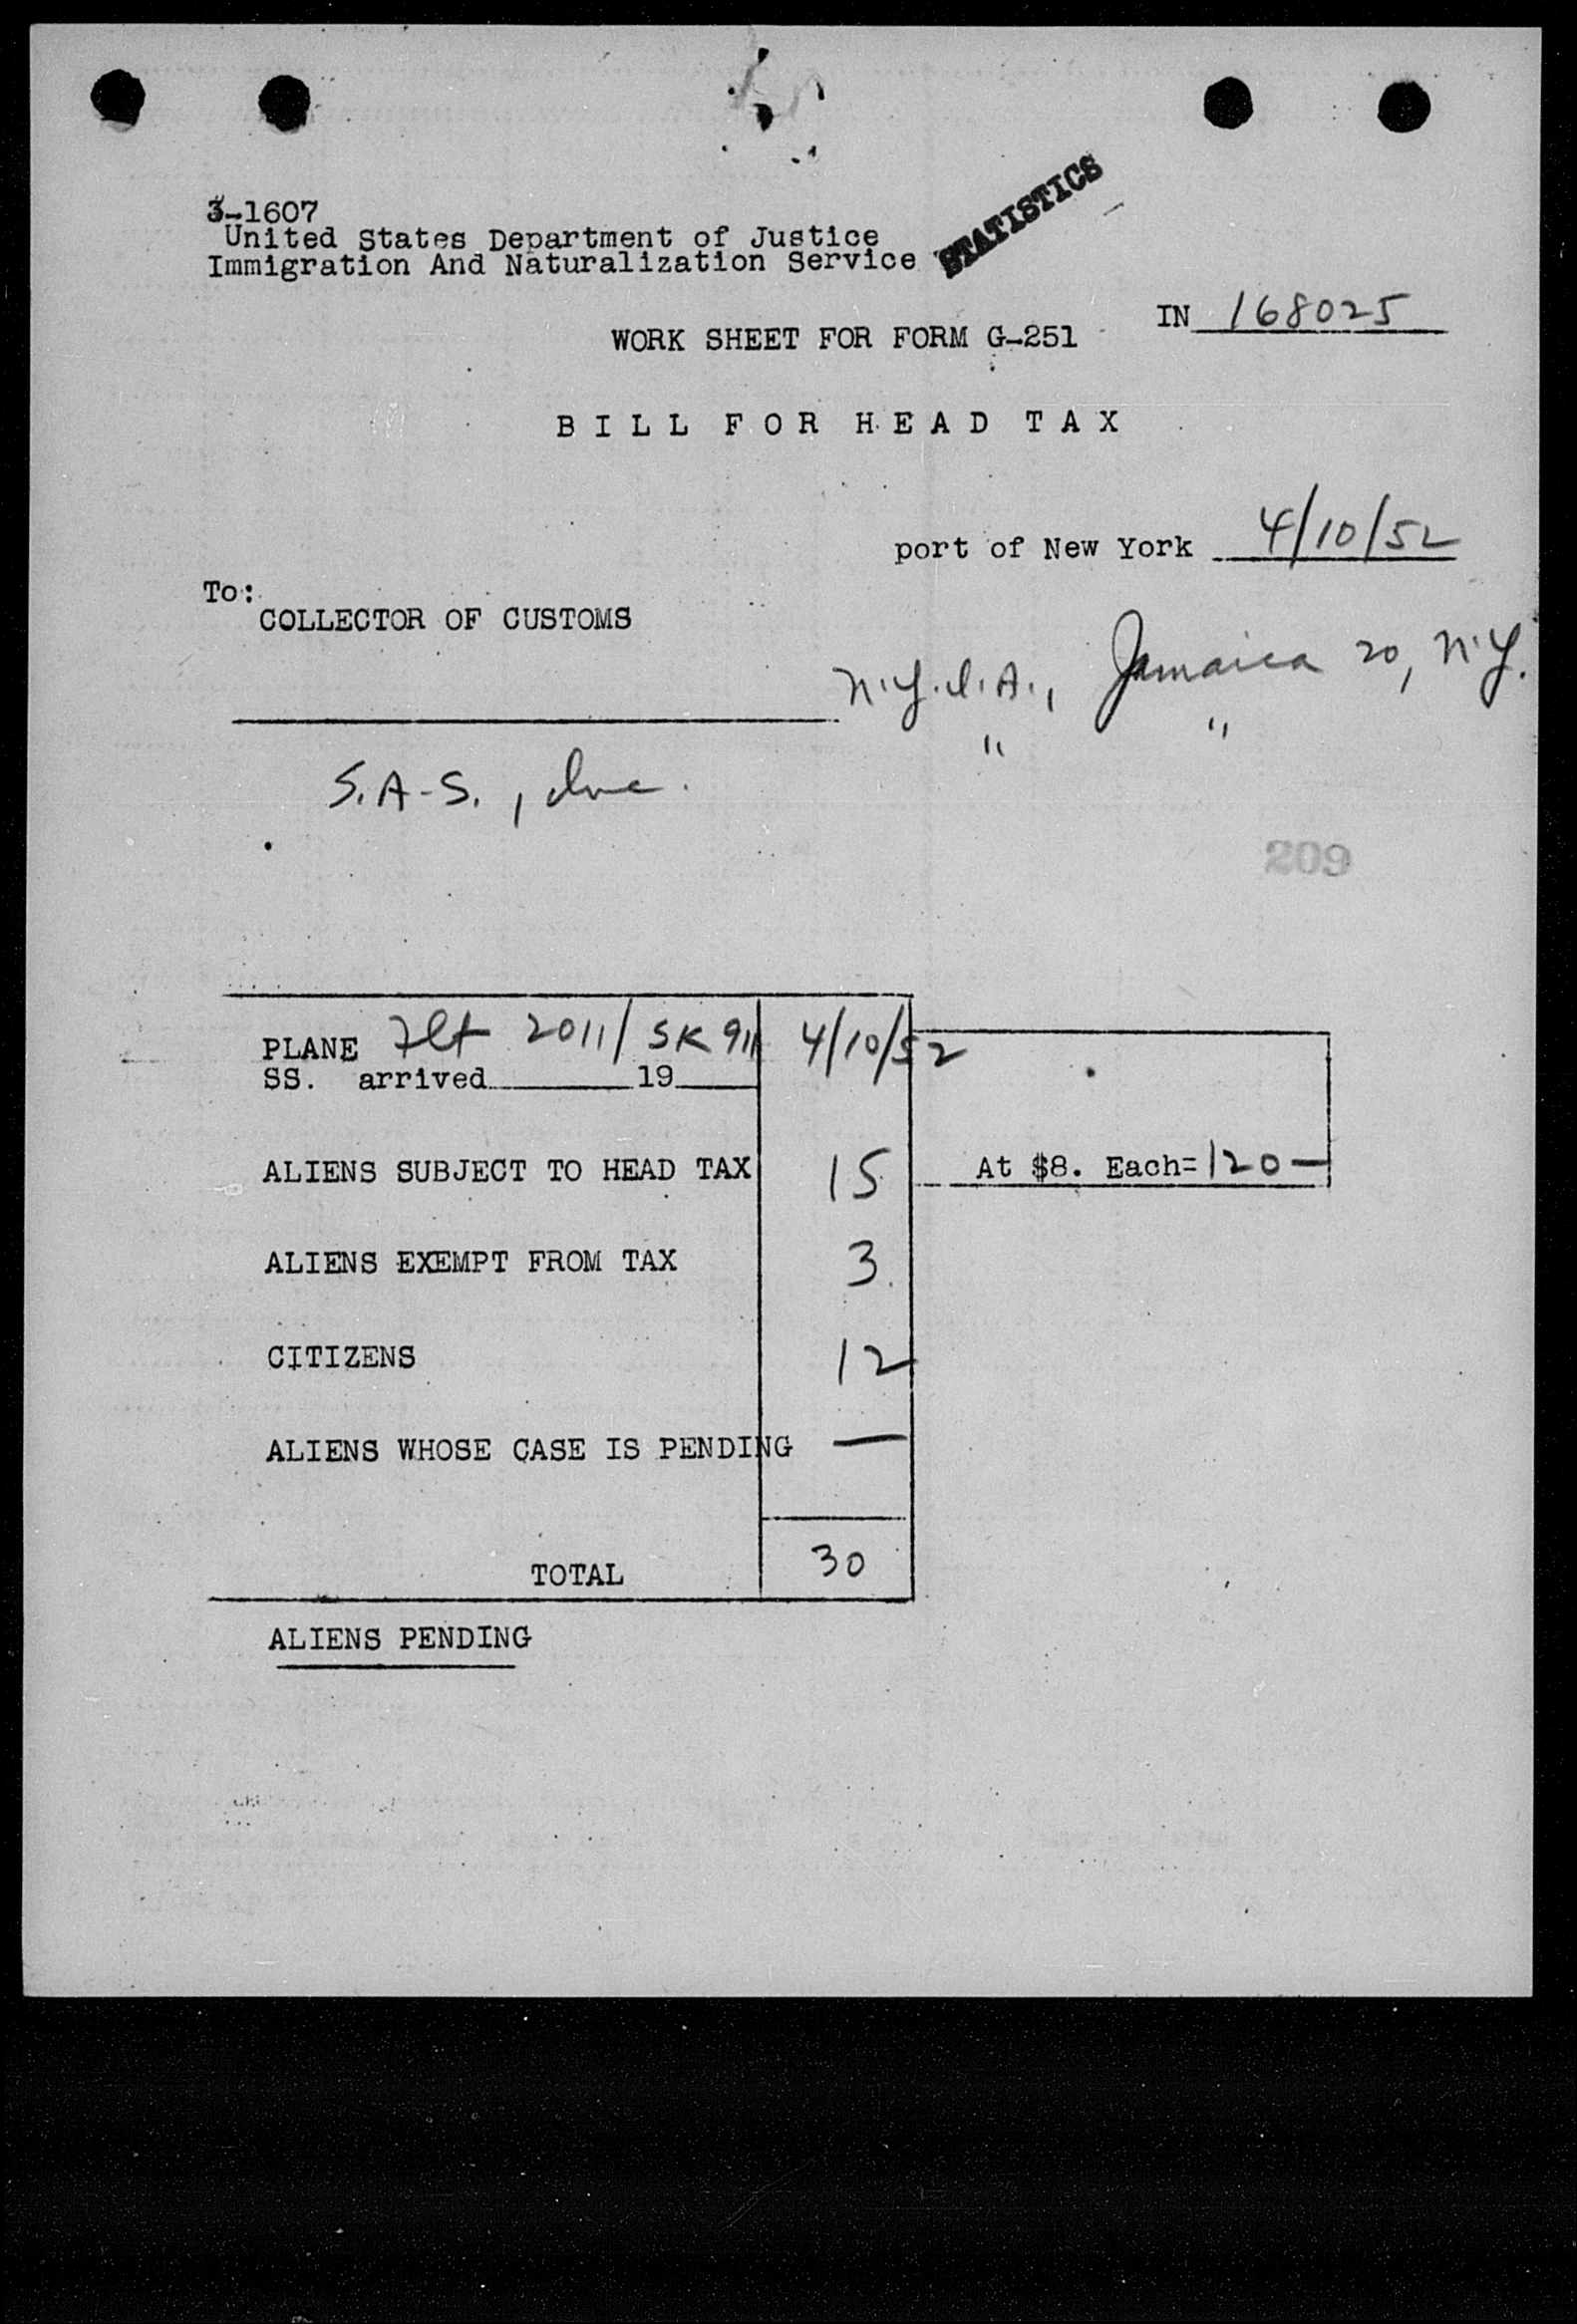 3-1607
United States Department of Justice
Immigration And Naturalization Service
STATISTICS
IN 168025
WORK SHEET FOR FORM G-251
BILL FOR HEAD TAX
port of New York 4/10/52
To:
COLLECTOR OF CUSTOMS
N.Y.I.A., Jamaica 20, N.Y.
" "
S.A.S., Inc.
209
PLANE Flt 2011/SK 911 4/10/52
SS. arrived 19
ALIENS SUBJECT TO HEAD TAX 15 At $8. Each= 120 —
ALIENS EXEMPT FROM TAX 3
CITIZENS 12
ALIENS WHOSE CASE IS PENDING —
TOTAL 30
ALIENS PENDING